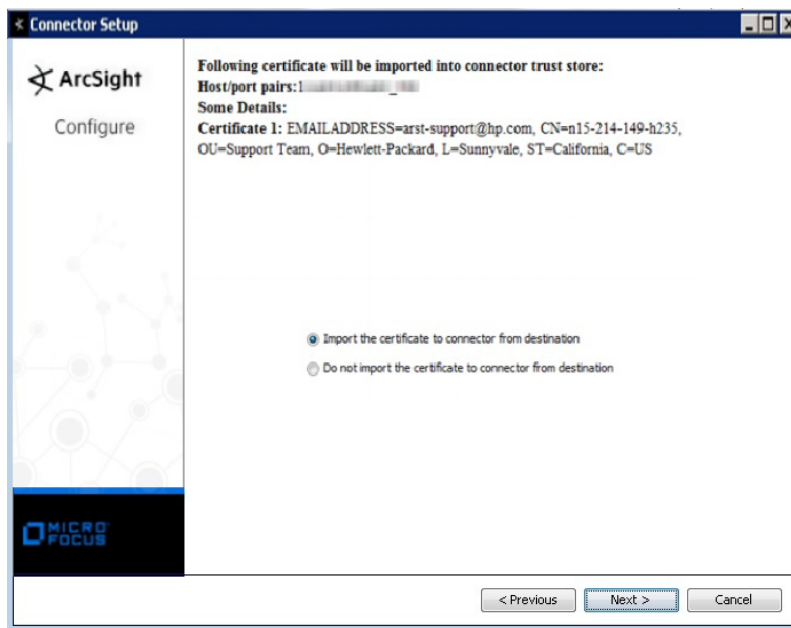 Connector Setup
ArcSight
Configure
Following certificate will be imported into connector trust store:
Host/port pairs:
Some Details:
Certificate 1: EMAILADDRESS=arst-support@hp.com, CN=n15-214-149-h235,
OU=Support Team, O=Hewlett-Packard, L=Sunnyvale, ST=California, C=US
Import the certificate to connector from destination
Do not import the certificate to connector from destination
MICRO
FOCUS
< Previous
Next >
Cancel